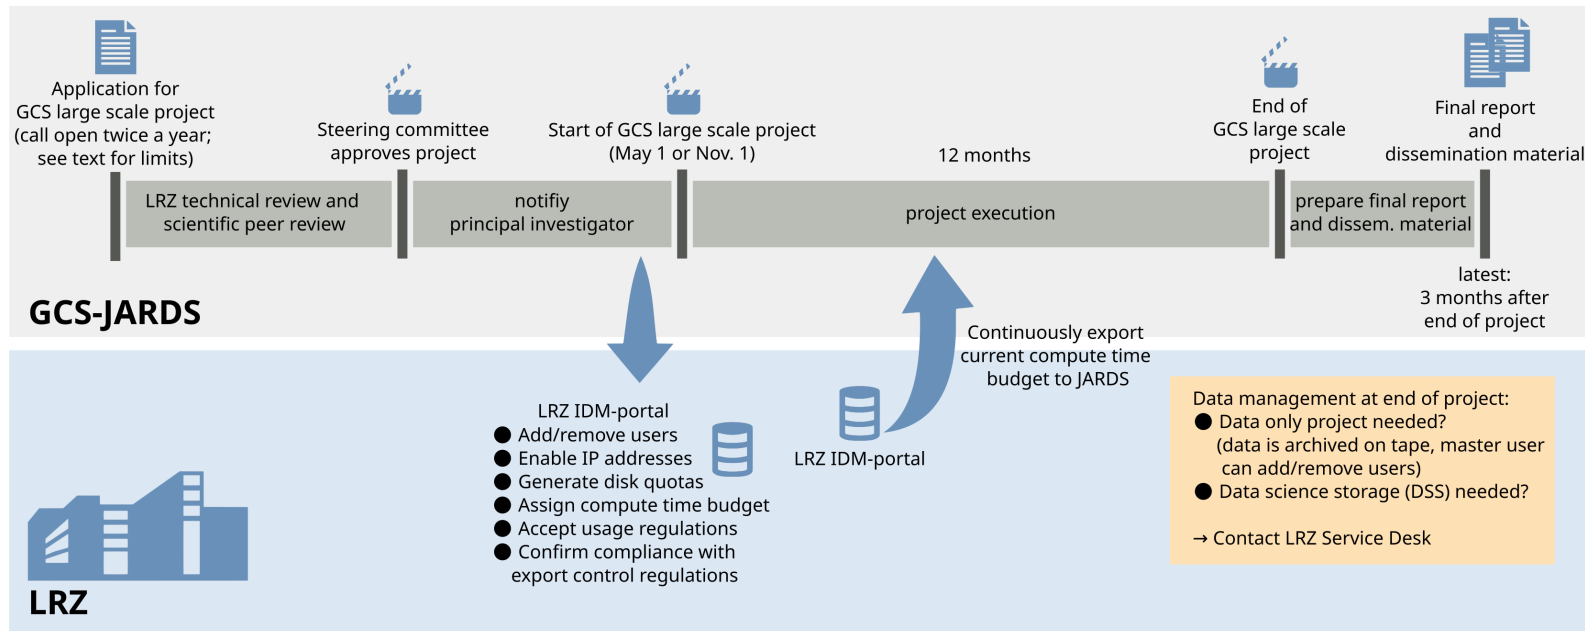 Application for
GCS large scale project
(call open twice a year;
see text for limits)
Steering committee
approves project
Start of GCS large scale project
(May 1 or Nov. 1)
12 months
End of
GCS large scale
project
Final report
and
dissemination material
LRZ technical review and
scientific peer review
notifiy
principal investigator
project execution
prepare final report
and dissem. material
latest:
3 months after
end of project
GCS-JARDS
Continuously export
current compute time
budget to JARDS
LRZ IDM-portal
● Add/remove users
● Enable IP addresses
● Generate disk quotas
● Assign compute time budget
● Accept usage regulations
● Confirm compliance with
export control regulations
LRZ IDM-portal
Data management at end of project:
● Data only project needed?
(data is archived on tape, master user
can add/remove users)
● Data science storage (DSS) needed?
→ Contact LRZ Service Desk
LRZ